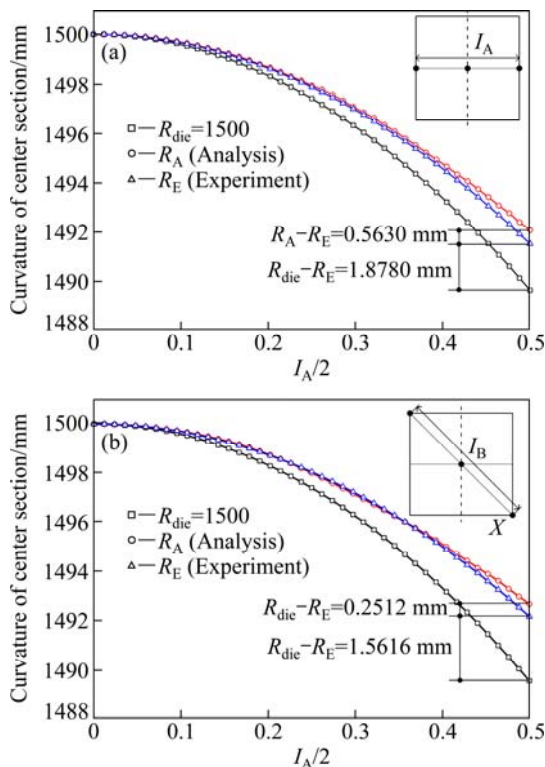 1500
1498
1496
1494
1492
1490
1488
Curvature of center section/mm
(a)
I_A
R_die=1500
R_A (Analysis)
R_E (Experiment)
R_A−R_E=0.5630 mm
R_die−R_E=1.8780 mm
0 0.1 0.2 0.3 0.4 0.5
I_A/2
1500
1498
1496
1494
1492
1490
1488
Curvature of center section/mm
(b)
I_B
X
R_die=1500
R_A (Analysis)
R_E (Experiment)
R_die−R_E=0.2512 mm
R_die−R_E=1.5616 mm
0 0.1 0.2 0.3 0.4 0.5
I_A/2